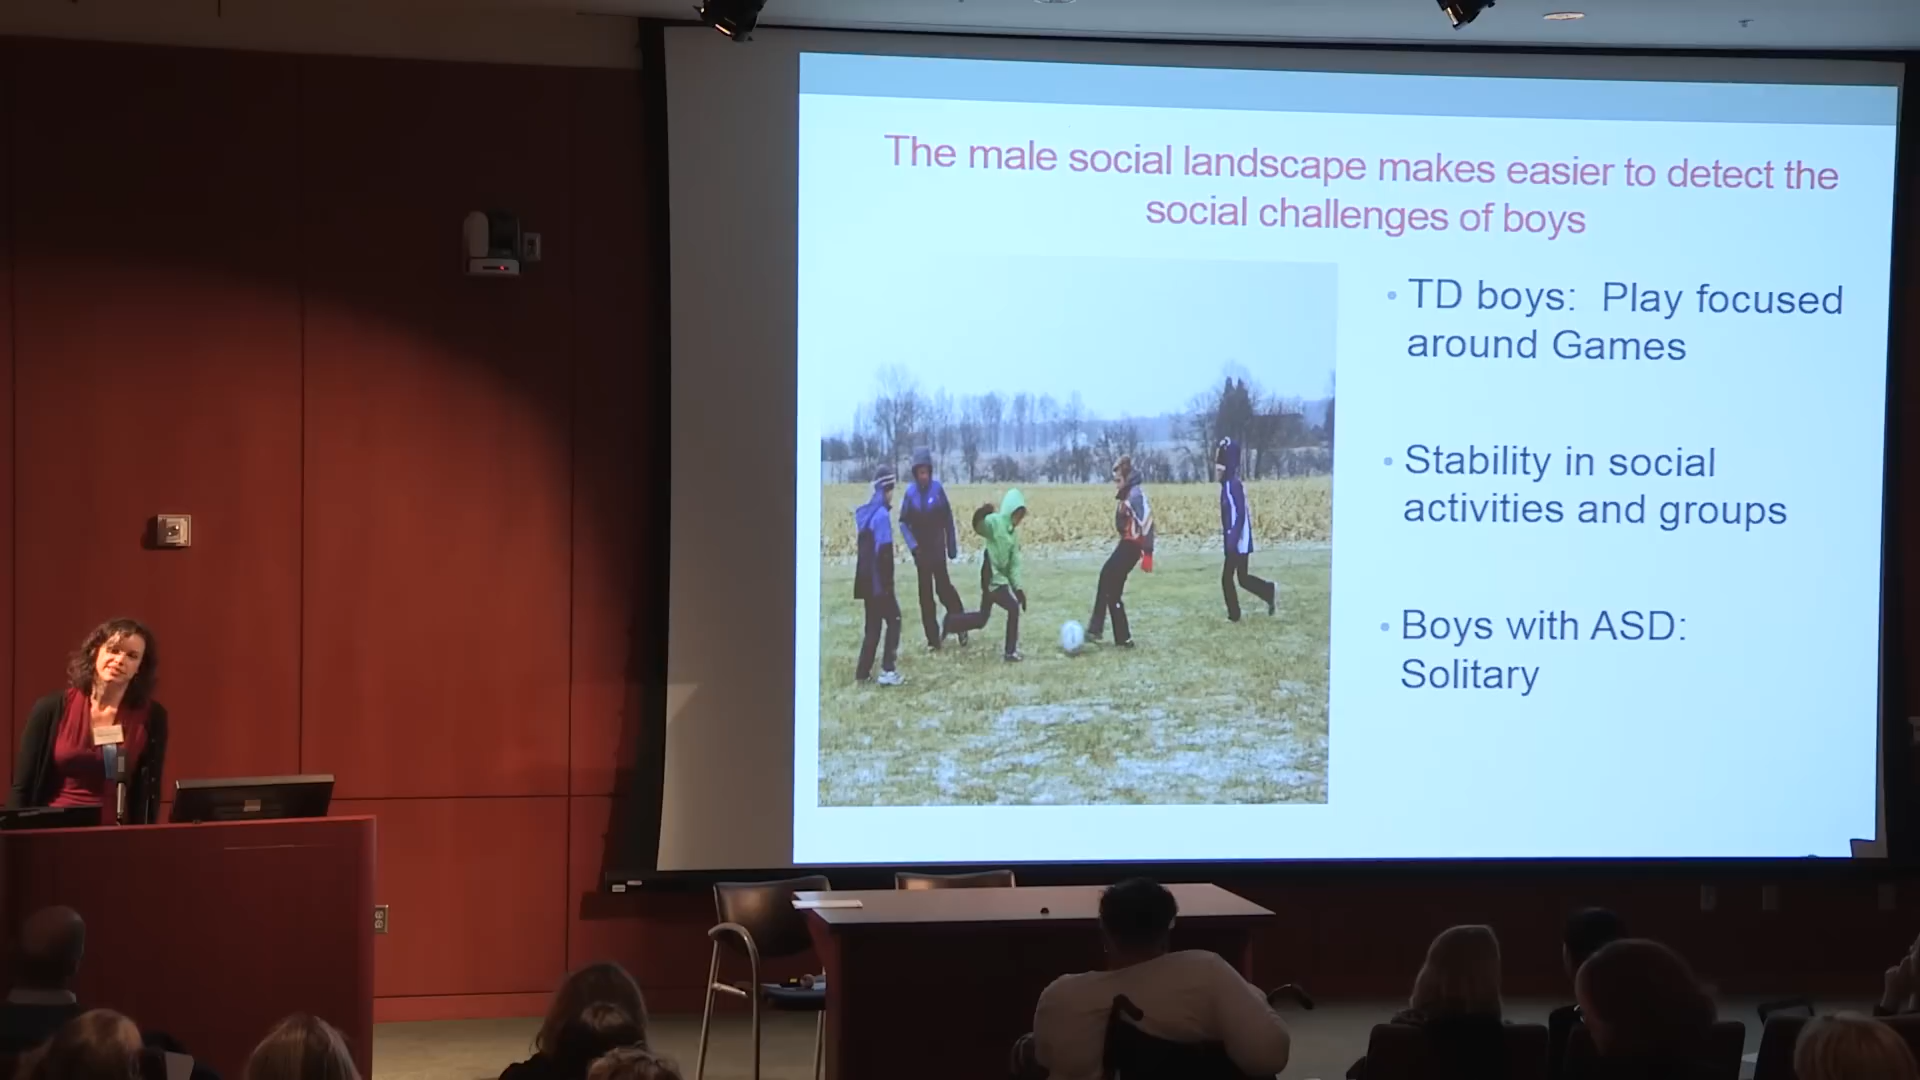 The male social landscape makes easier to detect the
social challenges of boys
• TD boys: Play focused
around Games
• Stability in social
activities and groups
• Boys with ASD:
Solitary